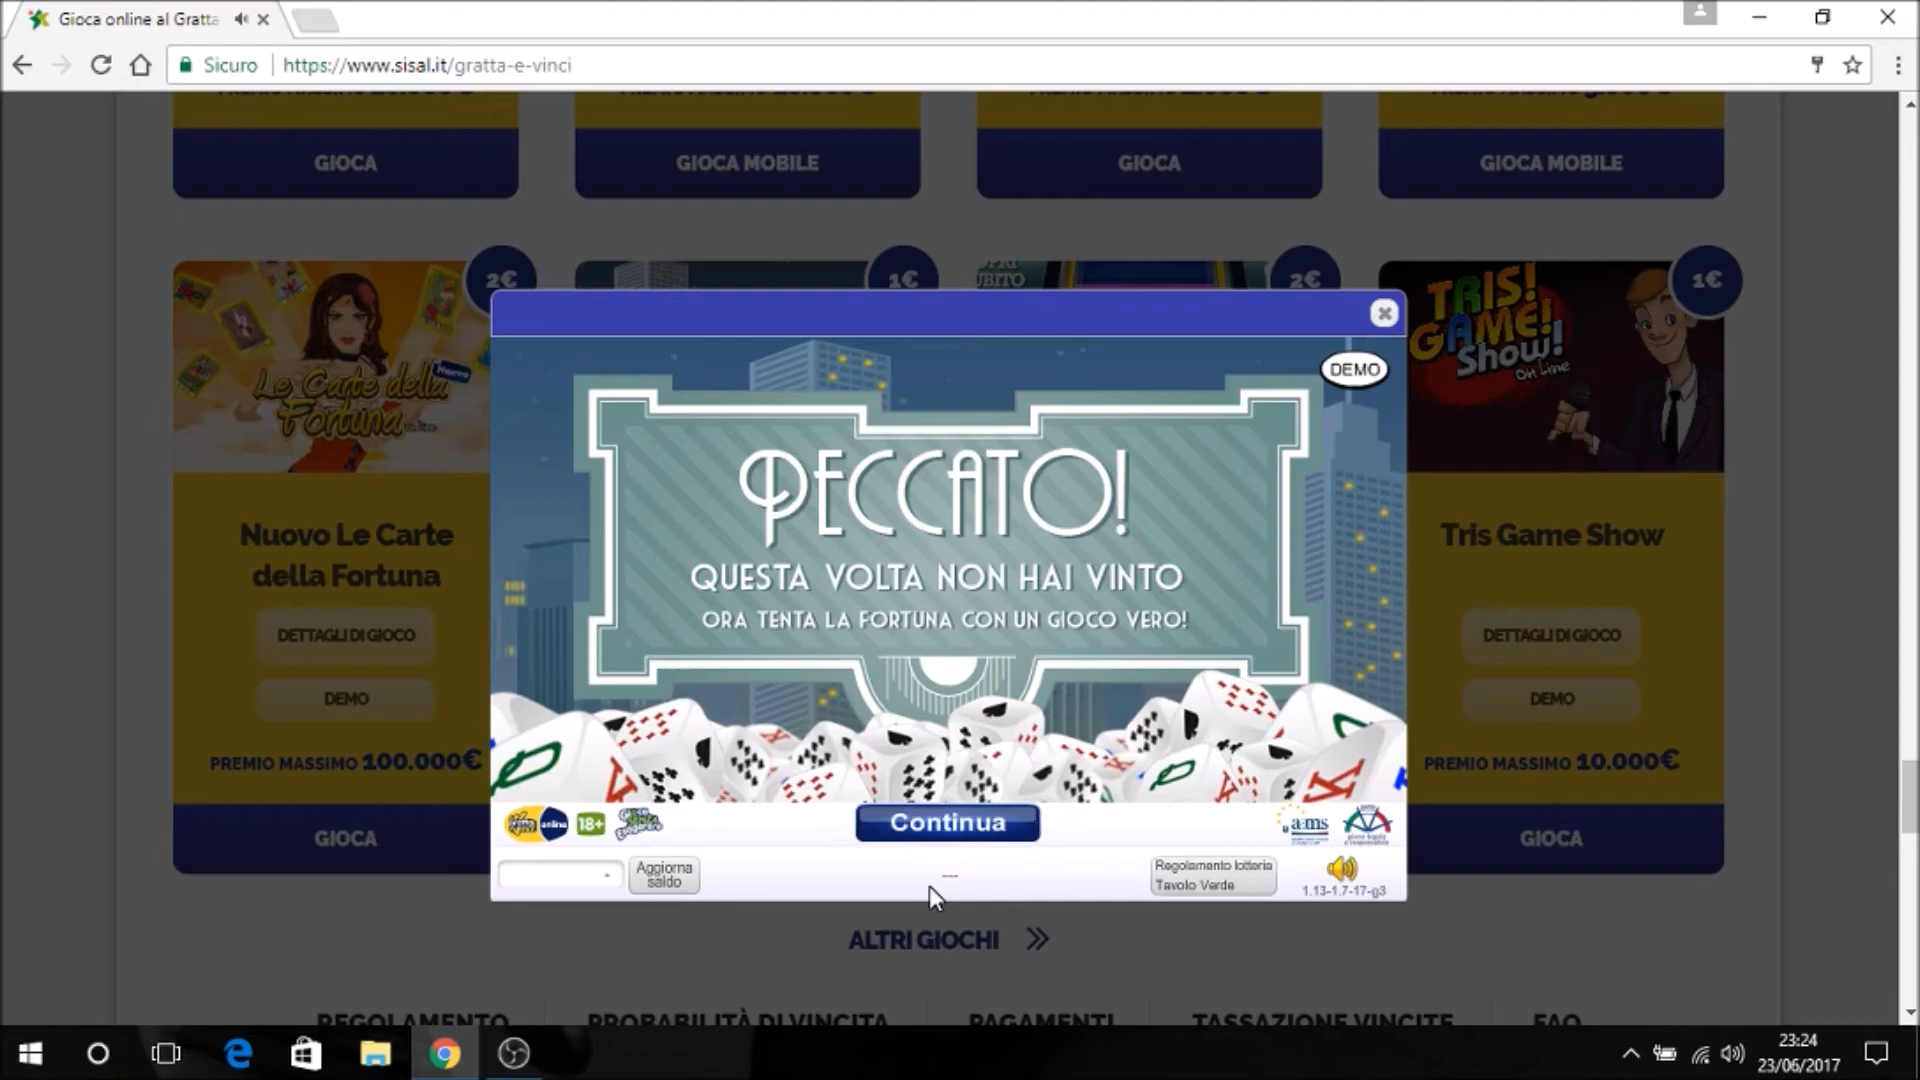 Gioca online al Gratta
Sicuro
https://www.sisal.it/gratta-e-vinci
GIOCA
GIOCA MOBILE
GIOCA
GIOCA MOBILE
2€
1€
2€
1€
UBITO
Le Carte della
Fortuna
Nuovo
TRIS!
GAME!
Show!
On Line
DEMO
PECCATO!
QUESTA VOLTA NON HAI VINTO
ORA TENTA LA FORTUNA CON UN GIOCO VERO!
Nuovo Le Carte
della Fortuna
DETTAGLI DI GIOCO
DEMO
PREMIO MASSIMO 100.000€
GIOCA
Tris Game Show
DETTAGLI DI GIOCO
DEMO
PREMIO MASSIMO 10.000€
GIOCA
online
18+
Continua
aams
Aggiorna
saldo
Regolamento lotteria
Tavolo Verde
1.13-1.7-17-g3
ALTRI GIOCHI
REGOLAMENTO
PROBABILITÀ DI VINCITA
PAGAMENTI
TASSAZIONE VINCITE
FAQ
23:24
23/06/2017